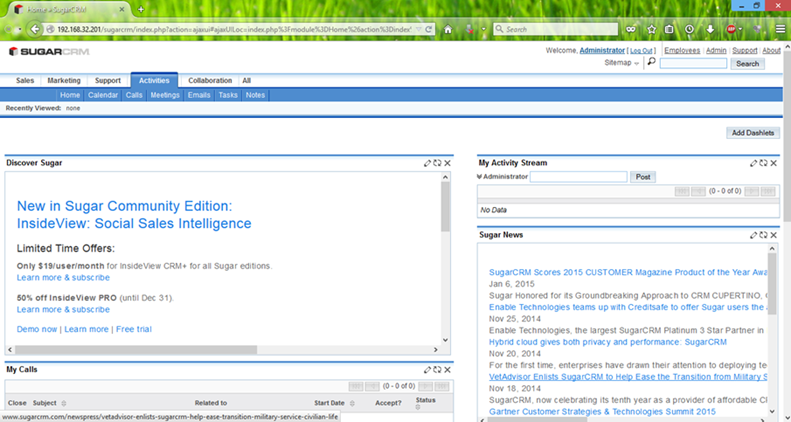 Home » SugarCRM
192.168.32.201/sugarcrm/index.php?action=ajaxui#ajaxUILoc=index.php%3Fmodule%3DHome%26action%3Dindex
Search
SUGARCRM
Welcome, Administrator [ Log Out ] Employees | Admin | Support | About
Sitemap
Search
Sales Marketing Support Activities Collaboration All
Home Calendar Calls Meetings Emails Tasks Notes
Recently Viewed: none
Add Dashlets
Discover Sugar
New in Sugar Community Edition:
InsideView: Social Sales Intelligence
Limited Time Offers:
Only $19/user/month for InsideView CRM+ for all Sugar editions.
Learn more & subscribe
50% off InsideView PRO (until Dec 31).
Learn more & subscribe
Demo now | Learn more | Free trial
My Calls
(0 - 0 of 0)
Close Subject Related to Start Date Accept? Status
www.sugarcrm.com/newspress/vetadvisor-enlists-sugarcrm-help-ease-transition-military-service-civilian-life
My Activity Stream
Administrator Post
(0 - 0 of 0)
No Data
Sugar News
SugarCRM Scores 2015 CUSTOMER Magazine Product of the Year Awa
Jan 6, 2015
Sugar Honored for its Groundbreaking Approach to CRM CUPERTINO,
Enable Technologies teams up with Creditsafe to offer Sugar users the
Nov 25, 2014
Enable Technologies, the largest SugarCRM Platinum 3 Star Partner in
Hybrid cloud gives both privacy and performance: SugarCRM
Nov 20, 2014
For the first time, enterprises have drawn their attention to deploying te
VetAdvisor Enlists SugarCRM to Help Ease the Transition from Military S
Nov 18, 2014
SugarCRM, now celebrating its tenth year as a provider of affordable
Gartner Customer Strategies & Technologies Summit 2015